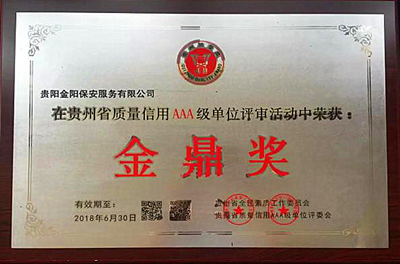 贵阳金阳保安服务有限公司
在贵州省质量信用AAA级单位评审活动中荣获：
金鼎奖
有效期至：
2018年6月30日
贵州省全民素质工作委员会
贵州省质量信用AAA级单位评委会